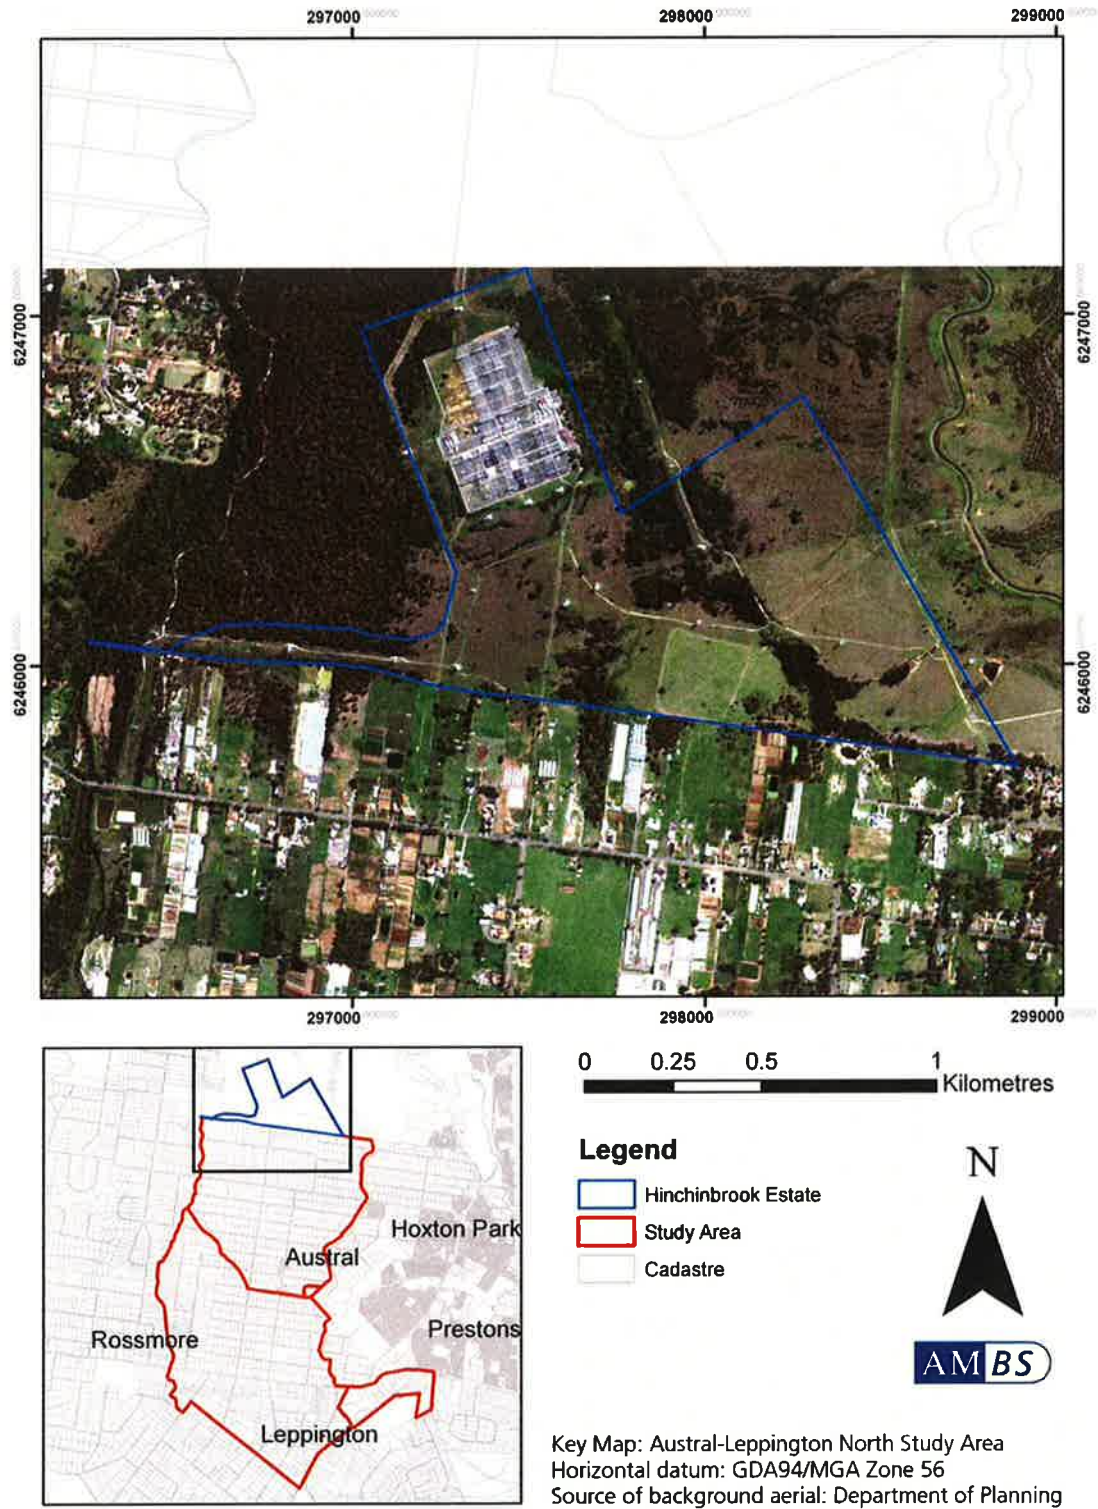 297000 298000 299000
6247000 6247000
6246000 6246000
297000 298000 299000
0 0.25 0.5 1
Kilometres
Legend
Hinchinbrook Estate
Study Area
Cadastre
N
AMBS
Hoxton Park
Austral
Rossmore
Prestons
Leppington
Key Map: Austral-Leppington North Study Area
Horizontal datum: GDA94/MGA Zone 56
Source of background aerial: Department of Planning